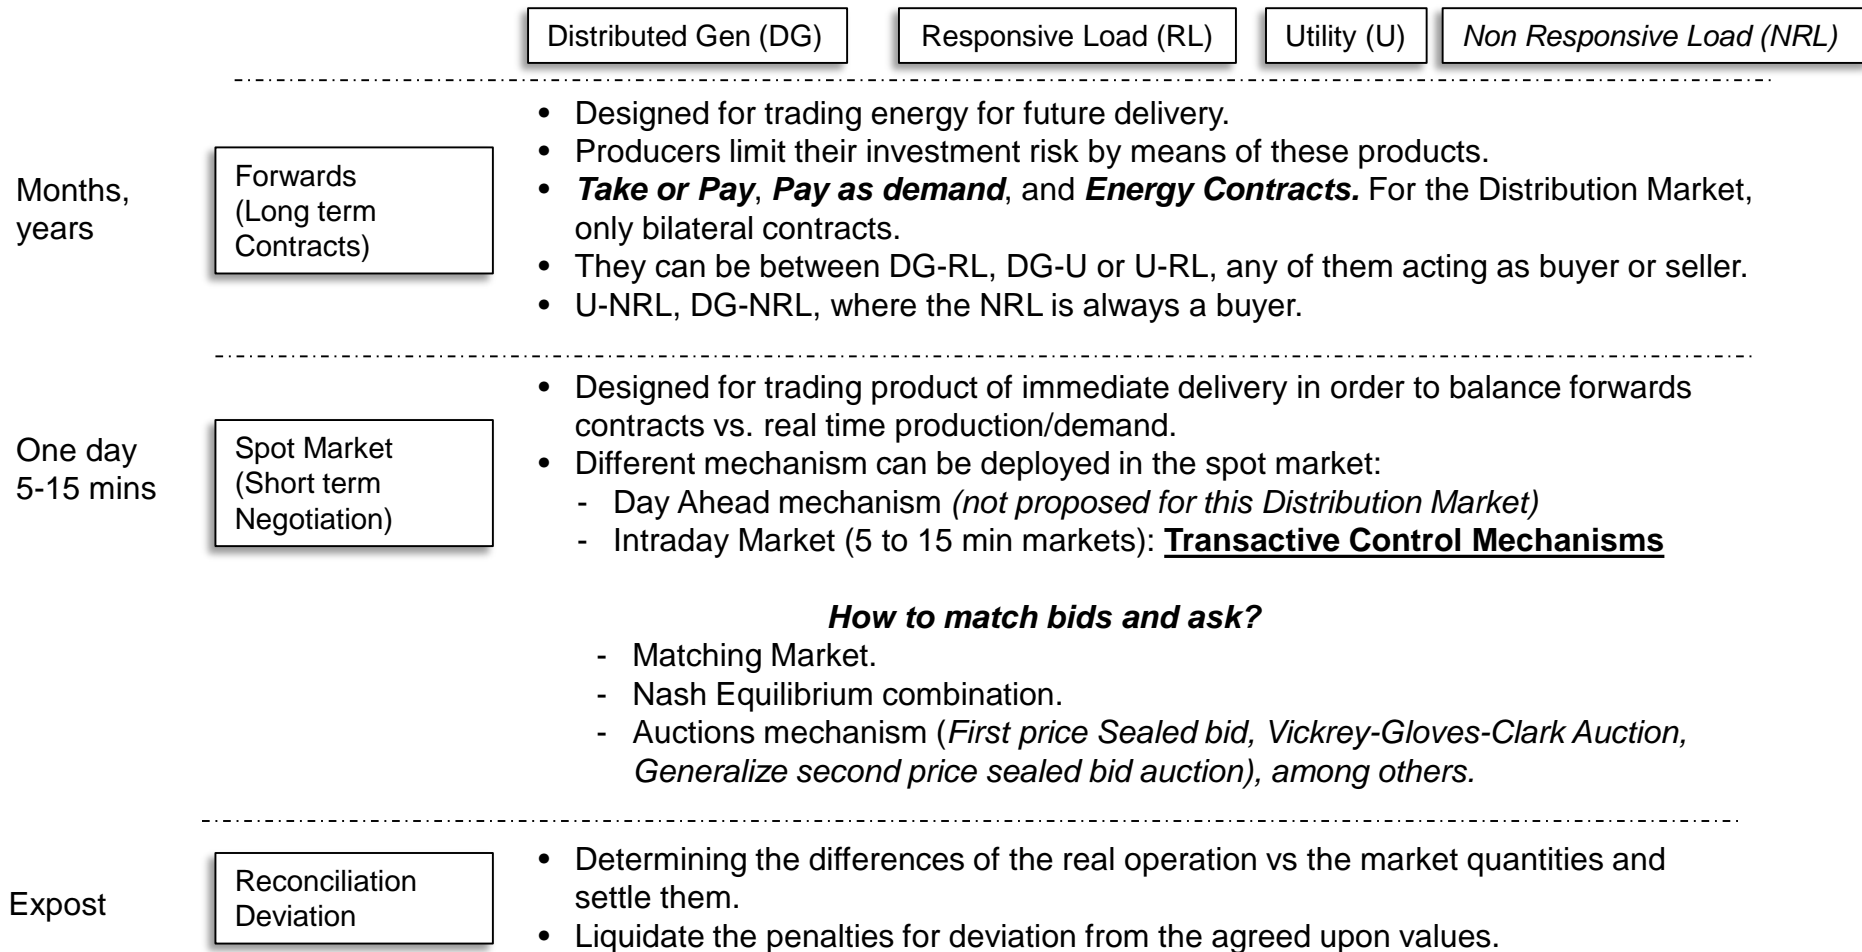 Distributed Gen (DG)
Responsive Load (RL)
Utility (U)
Non Responsive Load (NRL)
Months,
years
Forwards
(Long term
Contracts)
• Designed for trading energy for future delivery.
• Producers limit their investment risk by means of these products.
• Take or Pay, Pay as demand, and Energy Contracts. For the Distribution Market,
only bilateral contracts.
• They can be between DG-RL, DG-U or U-RL, any of them acting as buyer or seller.
• U-NRL, DG-NRL, where the NRL is always a buyer.
One day
5-15 mins
Spot Market
(Short term
Negotiation)
• Designed for trading product of immediate delivery in order to balance forwards
contracts vs. real time production/demand.
• Different mechanism can be deployed in the spot market:
- Day Ahead mechanism (not proposed for this Distribution Market)
- Intraday Market (5 to 15 min markets): Transactive Control Mechanisms
How to match bids and ask?
- Matching Market.
- Nash Equilibrium combination.
- Auctions mechanism (First price Sealed bid, Vickrey-Gloves-Clark Auction,
Generalize second price sealed bid auction), among others.
Expost
Reconciliation
Deviation
• Determining the differences of the real operation vs the market quantities and
settle them.
• Liquidate the penalties for deviation from the agreed upon values.